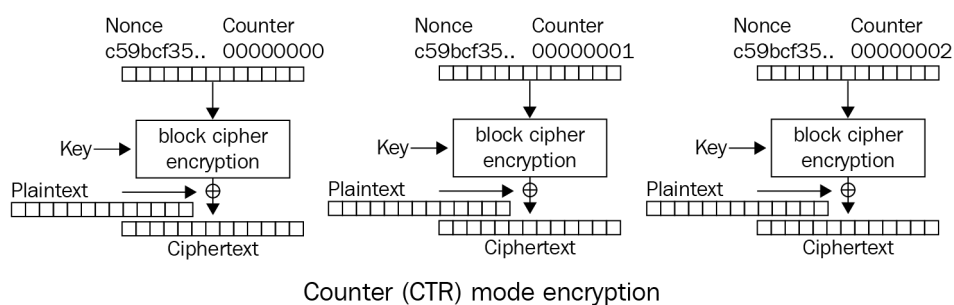 Nonce Counter
c59bcf35.. 00000000
block cipher
encryption
Key
Plaintext
Ciphertext
Nonce Counter
c59bcf35.. 00000001
block cipher
encryption
Key
Plaintext
Ciphertext
Nonce Counter
c59bcf35.. 00000002
block cipher
encryption
Key
Plaintext
Ciphertext
Counter (CTR) mode encryption